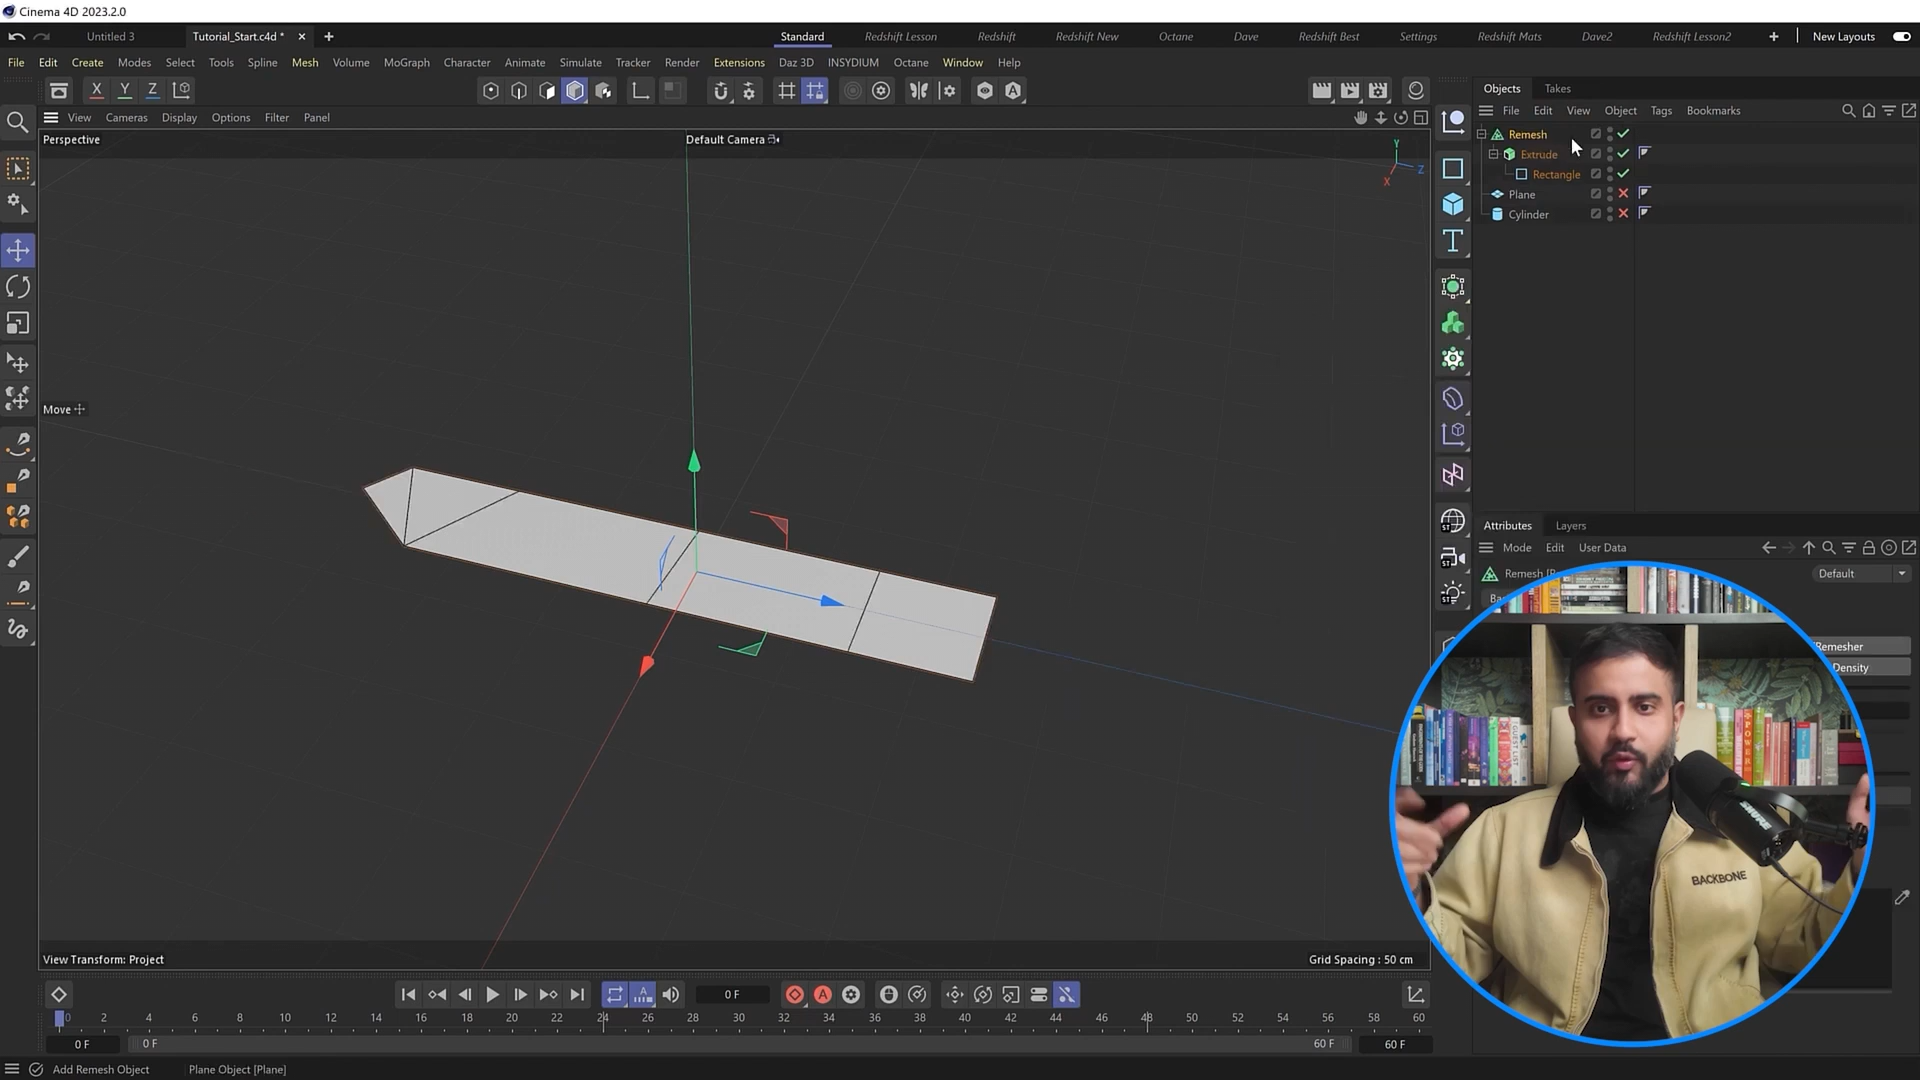 Cinema 4D 2023.2.0
Untitled 3
Tutorial_Start.c4d *
Standard
Redshift Lesson
Redshift
Redshift New
Octane
Dave
Redshift Best
Settings
Redshift Mats
Dave2
Redshift Lesson2
New Layouts
File Edit Create Modes Select Tools Spline Mesh Volume MoGraph Character Animate Simulate Tracker Render Extensions Daz 3D INSYDIUM Octane Window Help
X Y Z
Objects Takes
View Cameras Display Options Filter Panel
File Edit View Object Tags Bookmarks
Perspective
Default Camera
Y
Z
X
Remesh
Extrude
Rectangle
Plane
Cylinder
Move
Attributes Layers
Mode Edit User Data
Remesh
Default
Remesher
Density
ST
ST
ST
SHURE
BACKBONE
View Transform: Project
Grid Spacing : 50 cm
0 F
0 2 4 6 8 10 12 14 16 18 20 22 24 26 28 30 32 34 36 38 40 42 44 46 48 50 52 54 56 58 60
0 F
0 F
60 F
60 F
Add Remesh Object
Plane Object [Plane]